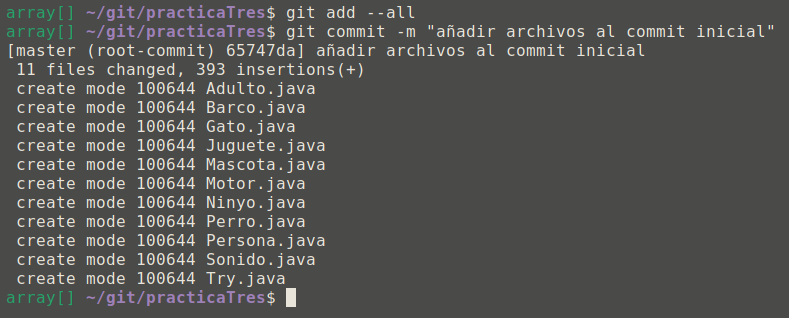 array[] ~/git/practicaTres$ git add --all
array[] ~/git/practicaTres$ git commit -m "añadir archivos al commit inicial"
[master (root-commit) 65747da] añadir archivos al commit inicial
 11 files changed, 393 insertions(+)
 create mode 100644 Adulto.java
 create mode 100644 Barco.java
 create mode 100644 Gato.java
 create mode 100644 Juguete.java
 create mode 100644 Mascota.java
 create mode 100644 Motor.java
 create mode 100644 Ninyo.java
 create mode 100644 Perro.java
 create mode 100644 Persona.java
 create mode 100644 Sonido.java
 create mode 100644 Try.java
array[] ~/git/practicaTres$